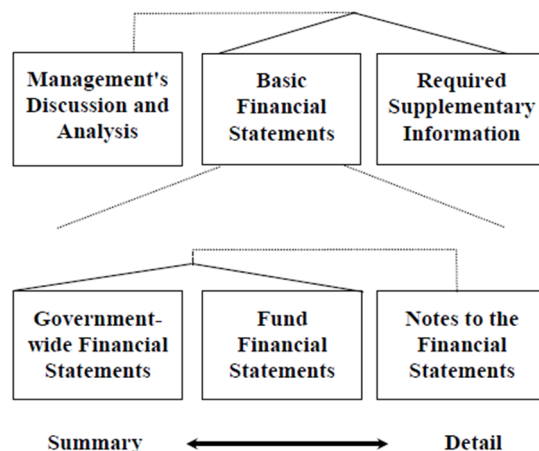 Management's
Discussion and
Analysis
Basic
Financial
Statements
Required
Supplementary
Information
Government-
wide Financial
Statements
Fund
Financial
Statements
Notes to the
Financial
Statements
Summary
Detail